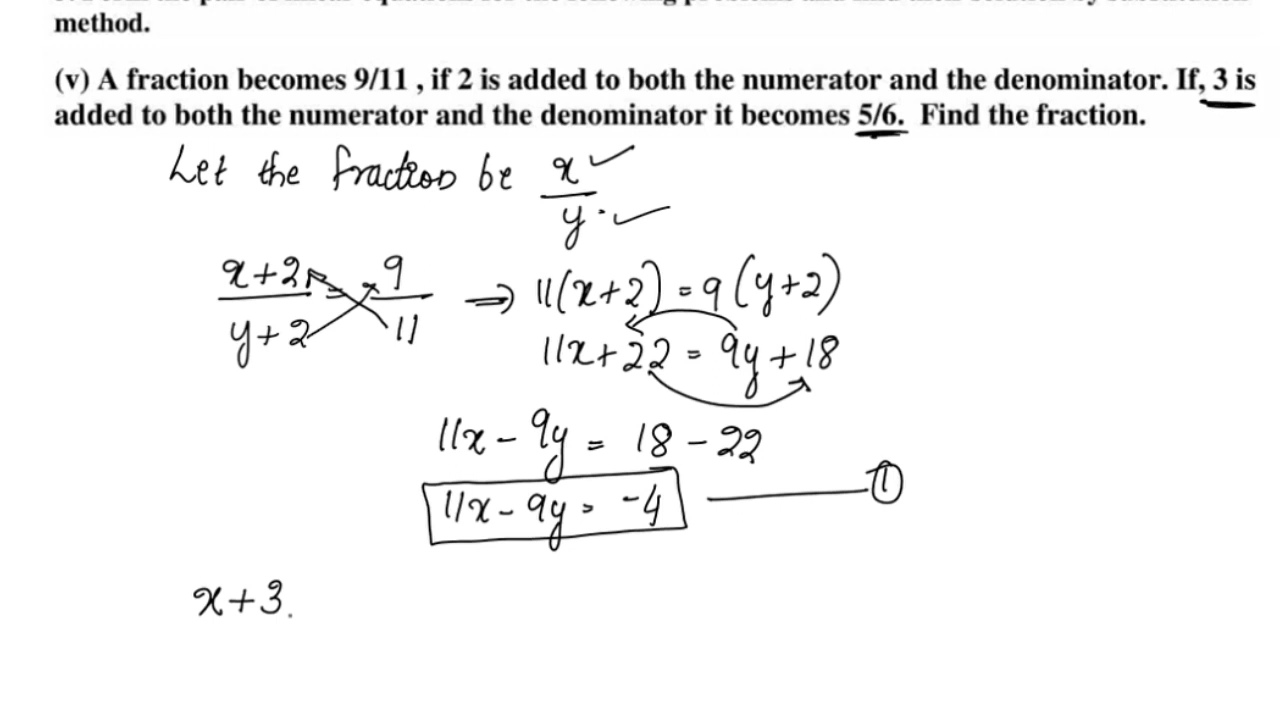 method.
(v) A fraction becomes 9/11 , if 2 is added to both the numerator and the denominator. If, 3 is
added to both the numerator and the denominator it becomes 5/6. Find the fraction.
Let the fraction be x/y.
(x+2)/(y+2) = 9/11 ⇒ 11(x+2) = 9(y+2)
11x+22 = 9y+18
11x - 9y = 18 - 22
11x - 9y = -4 ①
x+3.